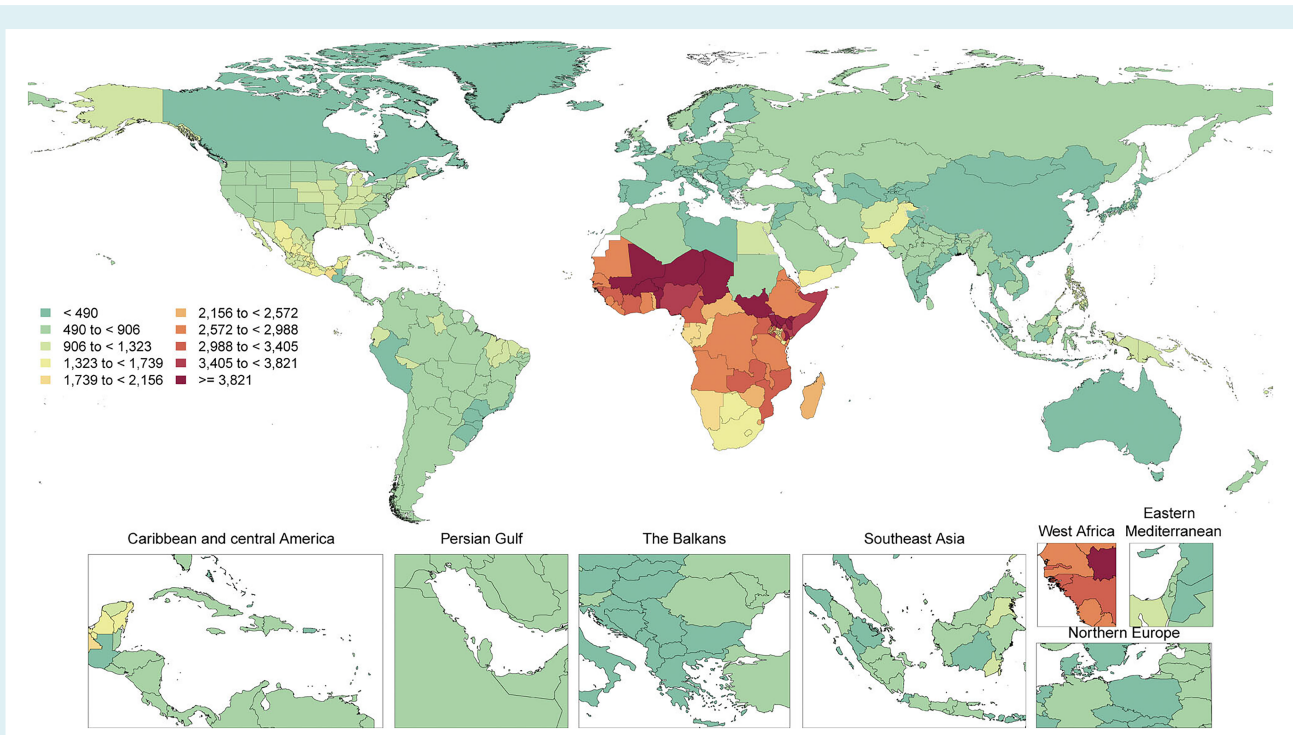 < 490
490 to < 906
906 to < 1,323
1,323 to < 1,739
1,739 to < 2,156
2,156 to < 2,572
2,572 to < 2,988
2,988 to < 3,405
3,405 to < 3,821
>= 3,821
Caribbean and central America
Persian Gulf
The Balkans
Southeast Asia
West Africa
Eastern
Mediterranean
Northern Europe